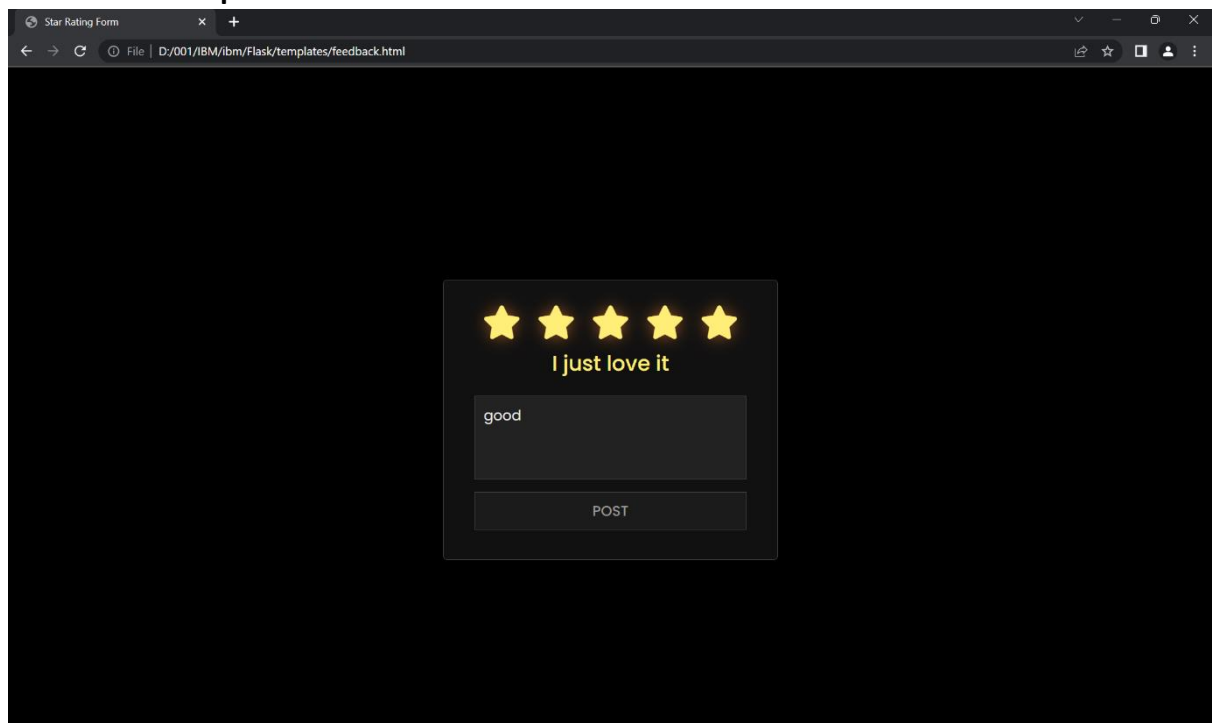 Star Rating Form
File | D:/001/IBM/ibm/Flask/templates/feedback.html
I just love it
good
POST